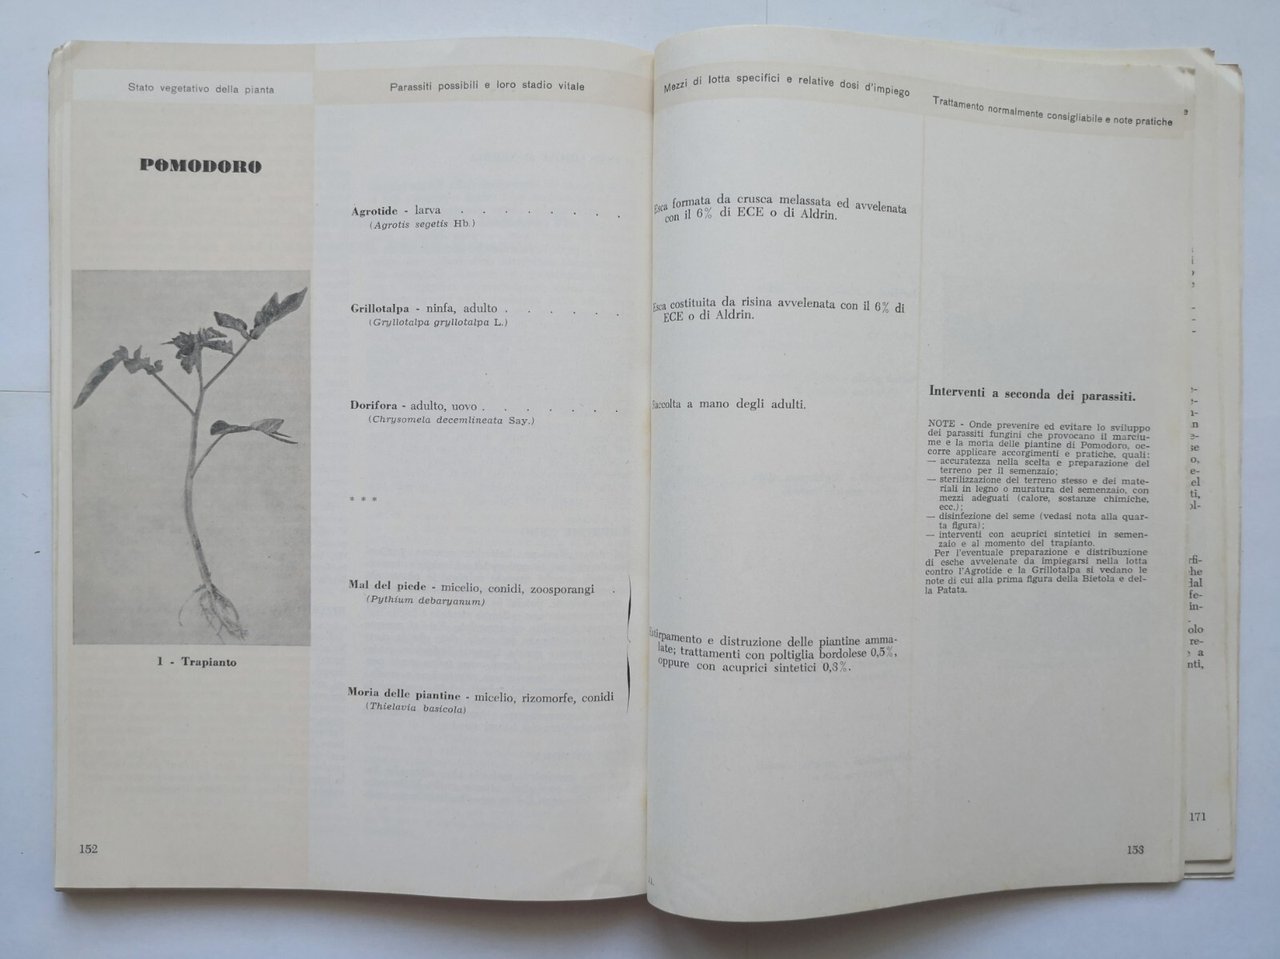 Stato vegetativo della pianta
POMODORO
1 - Trapianto
152
Parassiti possibili e loro stadio vitale
Agrotide - larva . . . . . . . .
(Agrotis segetis Hb.)
Grillotalpa - ninfa, adulto . . . . . .
(Gryllotalpa gryllotalpa L.)
Dorifora - adulto, uovo . . . . . . .
(Chrysomela decemlineata Say.)
* * *
Mal del piede - micelio, conidi, zoosporangi .
(Pythium debaryanum)
Moria delle piantine - micelio, rizomorfe, conidi
(Thielavia basicola)
Mezzi di lotta specifici e relative dosi d'impiego
Esca formata da crusca melassata ed avvelenata
con il 6% di ECE o di Aldrin.
Esca costituita da risina avvelenata con il 6% di
ECE o di Aldrin.
Raccolta a mano degli adulti.
Estirpamento e distruzione delle piantine amma-
late; trattamenti con poltiglia bordolese 0,5%,
oppure con acuprici sintetici 0,3%.
Trattamento normalmente consigliabile e note pratiche
Interventi a seconda dei parassiti.
NOTE - Onde prevenire ed evitare lo sviluppo
dei parassiti fungini che provocano il marciu-
me e la moria delle piantine di Pomodoro, oc-
corre applicare accorgimenti e pratiche, quali:
— accuratezza nella scelta e preparazione del
terreno per il semenzaio;
— sterilizzazione del terreno stesso e dei mate-
riali in legno o muratura del semenzaio, con
mezzi adeguati (calore, sostanze chimiche,
ecc.);
— disinfezione del seme (vedasi nota alla quar-
ta figura);
— interventi con acuprici sintetici in semen-
zaio e al momento del trapianto.
Per l'eventuale preparazione e distribuzione
di esche avvelenate da impiegarsi nella lotta
contro l'Agrotide e la Grillotalpa si vedano le
note di cui alla prima figura della Bietola e del-
la Patata.
153
171